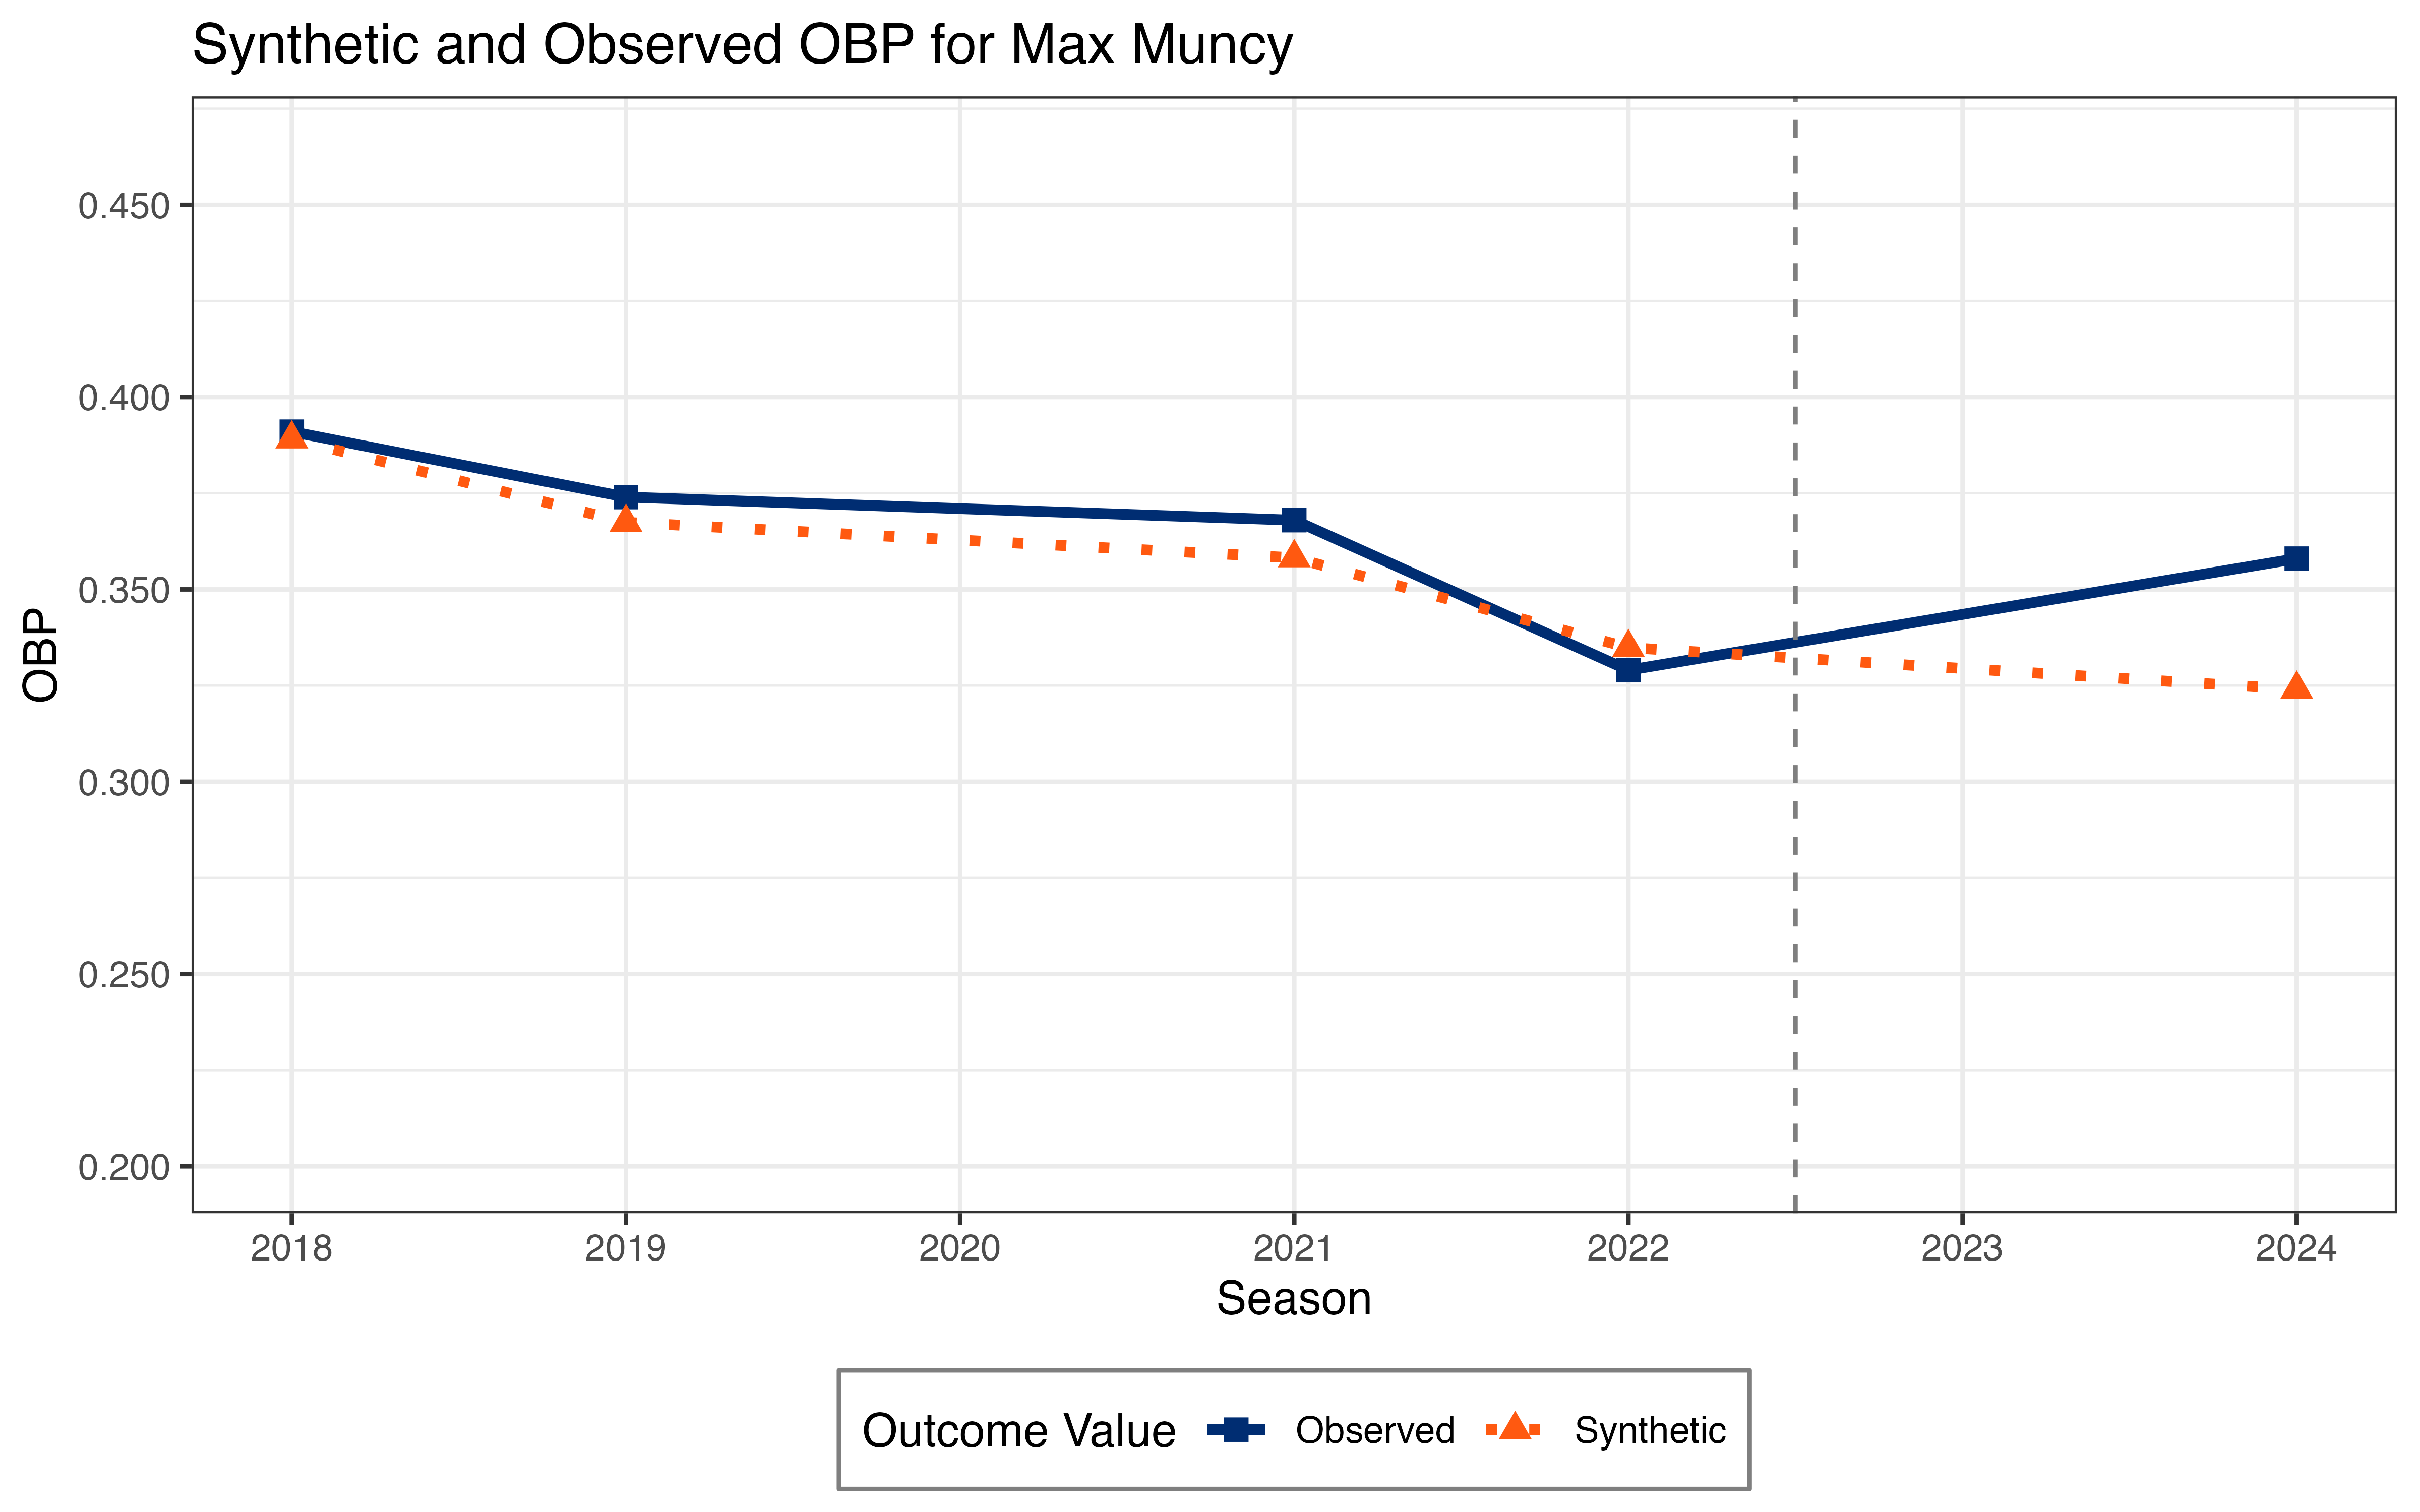 Synthetic and Observed OBP for Max Muncy
OBP
0.450
0.400
0.350
0.300
0.250
0.200
2018 2019 2020 2021 2022 2023 2024
Season
Outcome Value Observed Synthetic